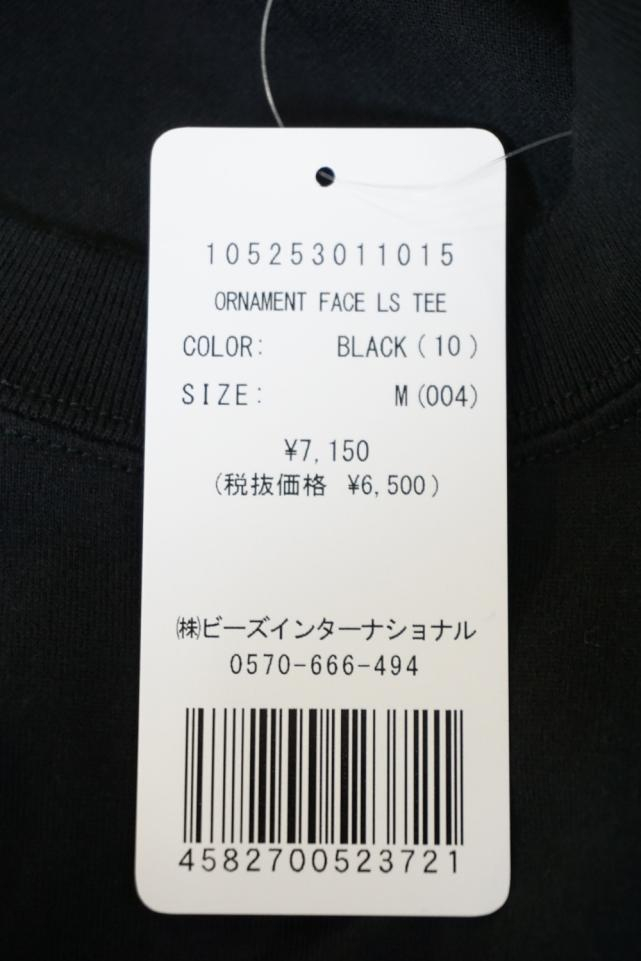 105253011015
ORNAMENT FACE LS TEE
COLOR: BLACK(10)
SIZE: M(004)
¥7,150
(税抜価格 ¥6,500)
㈱ビーズインターナショナル
0570-666-494
4582700523721